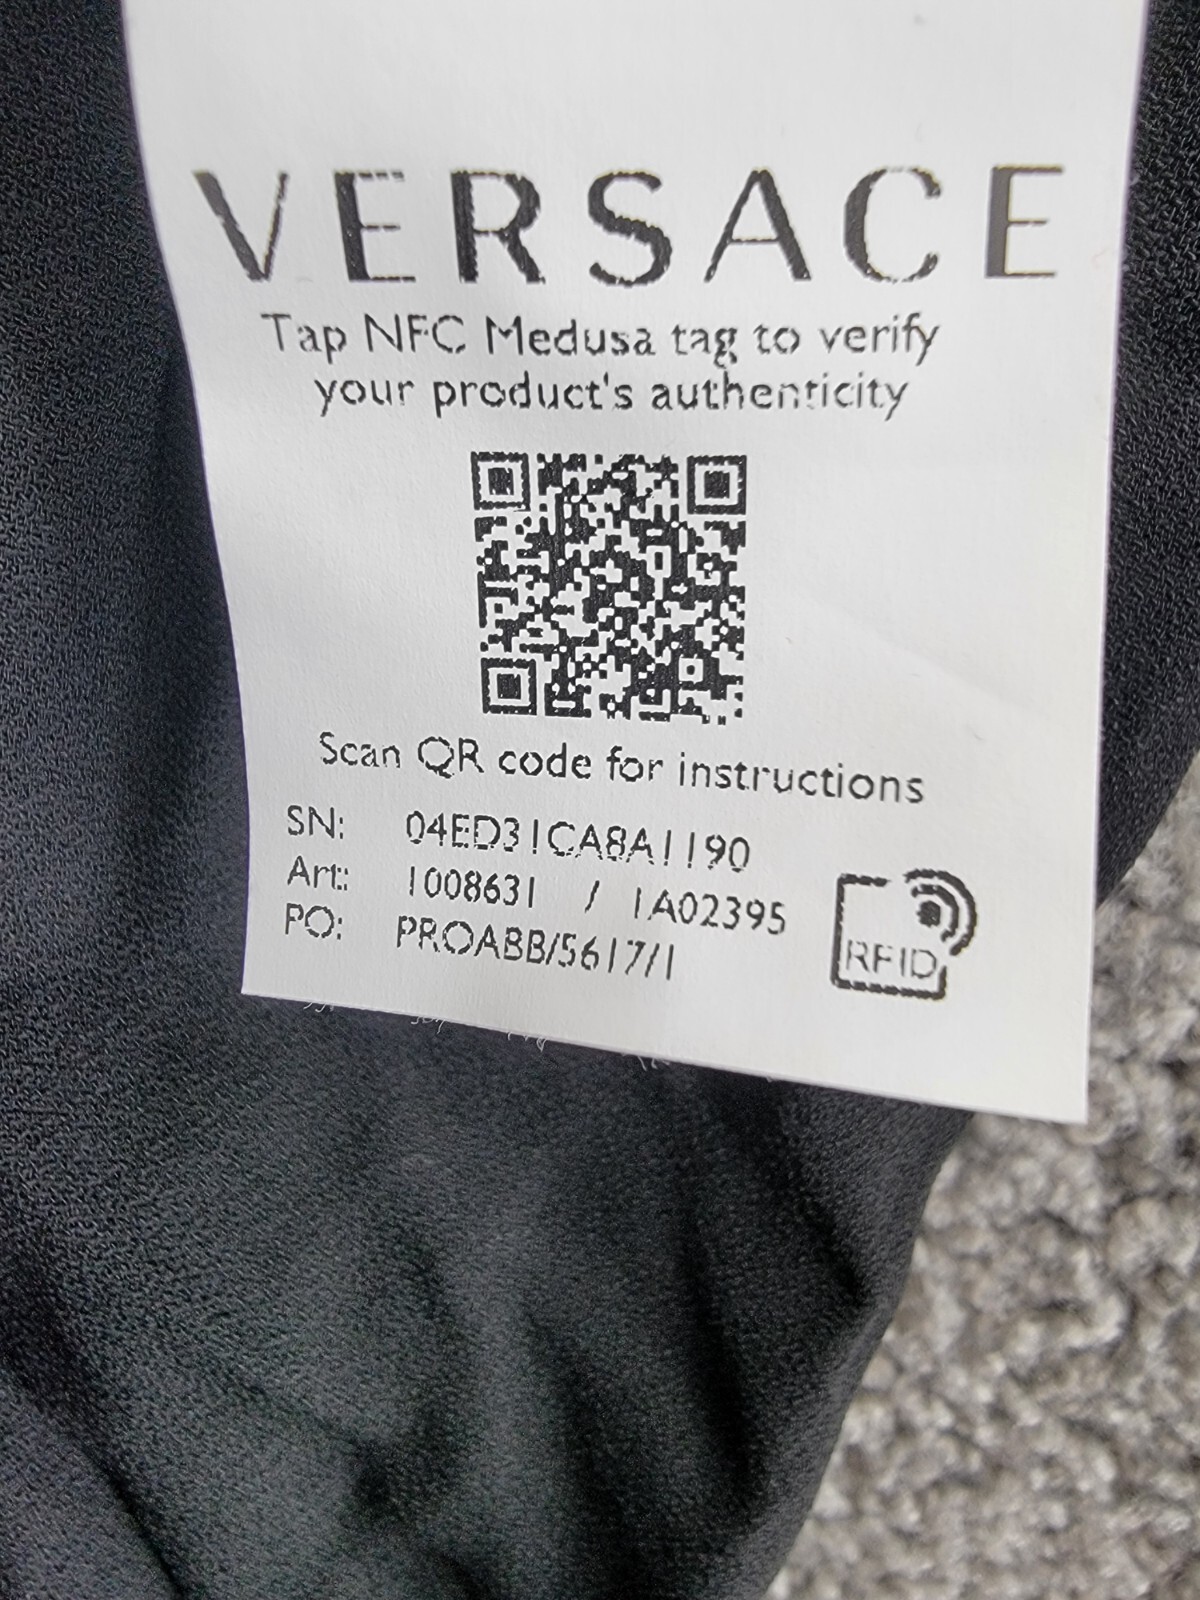 VERSACE
Tap NFC Medusa tag to verify
your product's authenticity
Scan QR code for instructions
SN: 04ED31CA8A1190
Art: 1008631 / 1A02395
PO: PROABB/5617/1
RFID